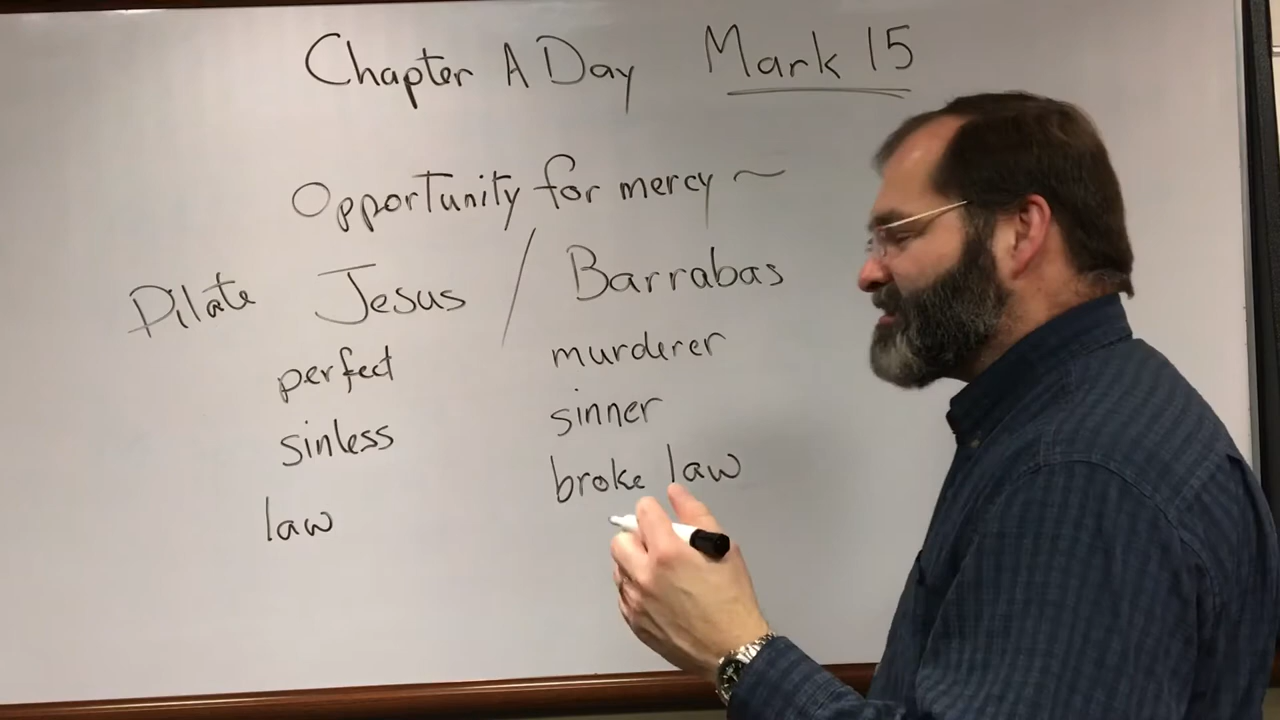 Chapter A Day Mark 15
Opportunity for mercy ~
Pilate Jesus / Barrabas
perfect murderer
sinless sinner
law broke law